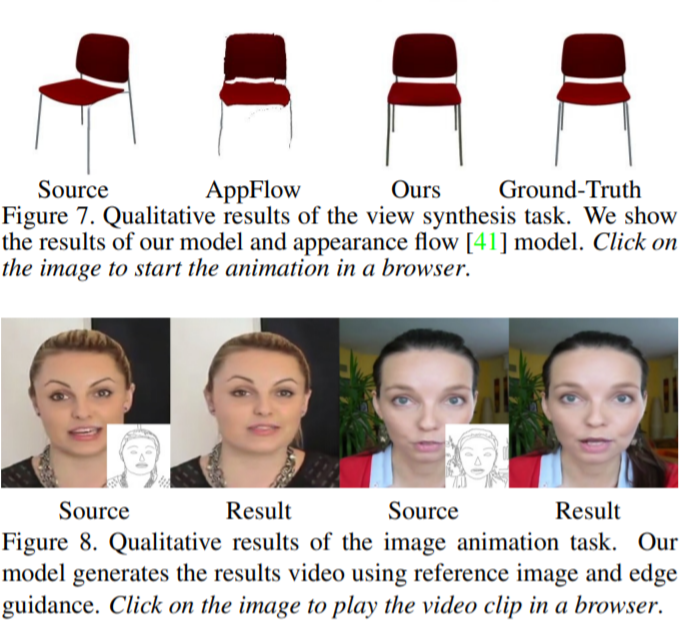 Source AppFlow Ours Ground-Truth
Figure 7. Qualitative results of the view synthesis task. We show
the results of our model and appearance flow [41] model. Click on
the image to start the animation in a browser.
Source Result Source Result
Figure 8. Qualitative results of the image animation task. Our
model generates the results video using reference image and edge
guidance. Click on the image to play the video clip in a browser.